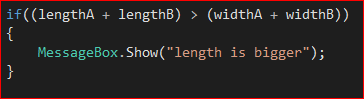 if((lengthA + lengthB) > (widthA + widthB))
{
    MessageBox.Show("length is bigger");
}